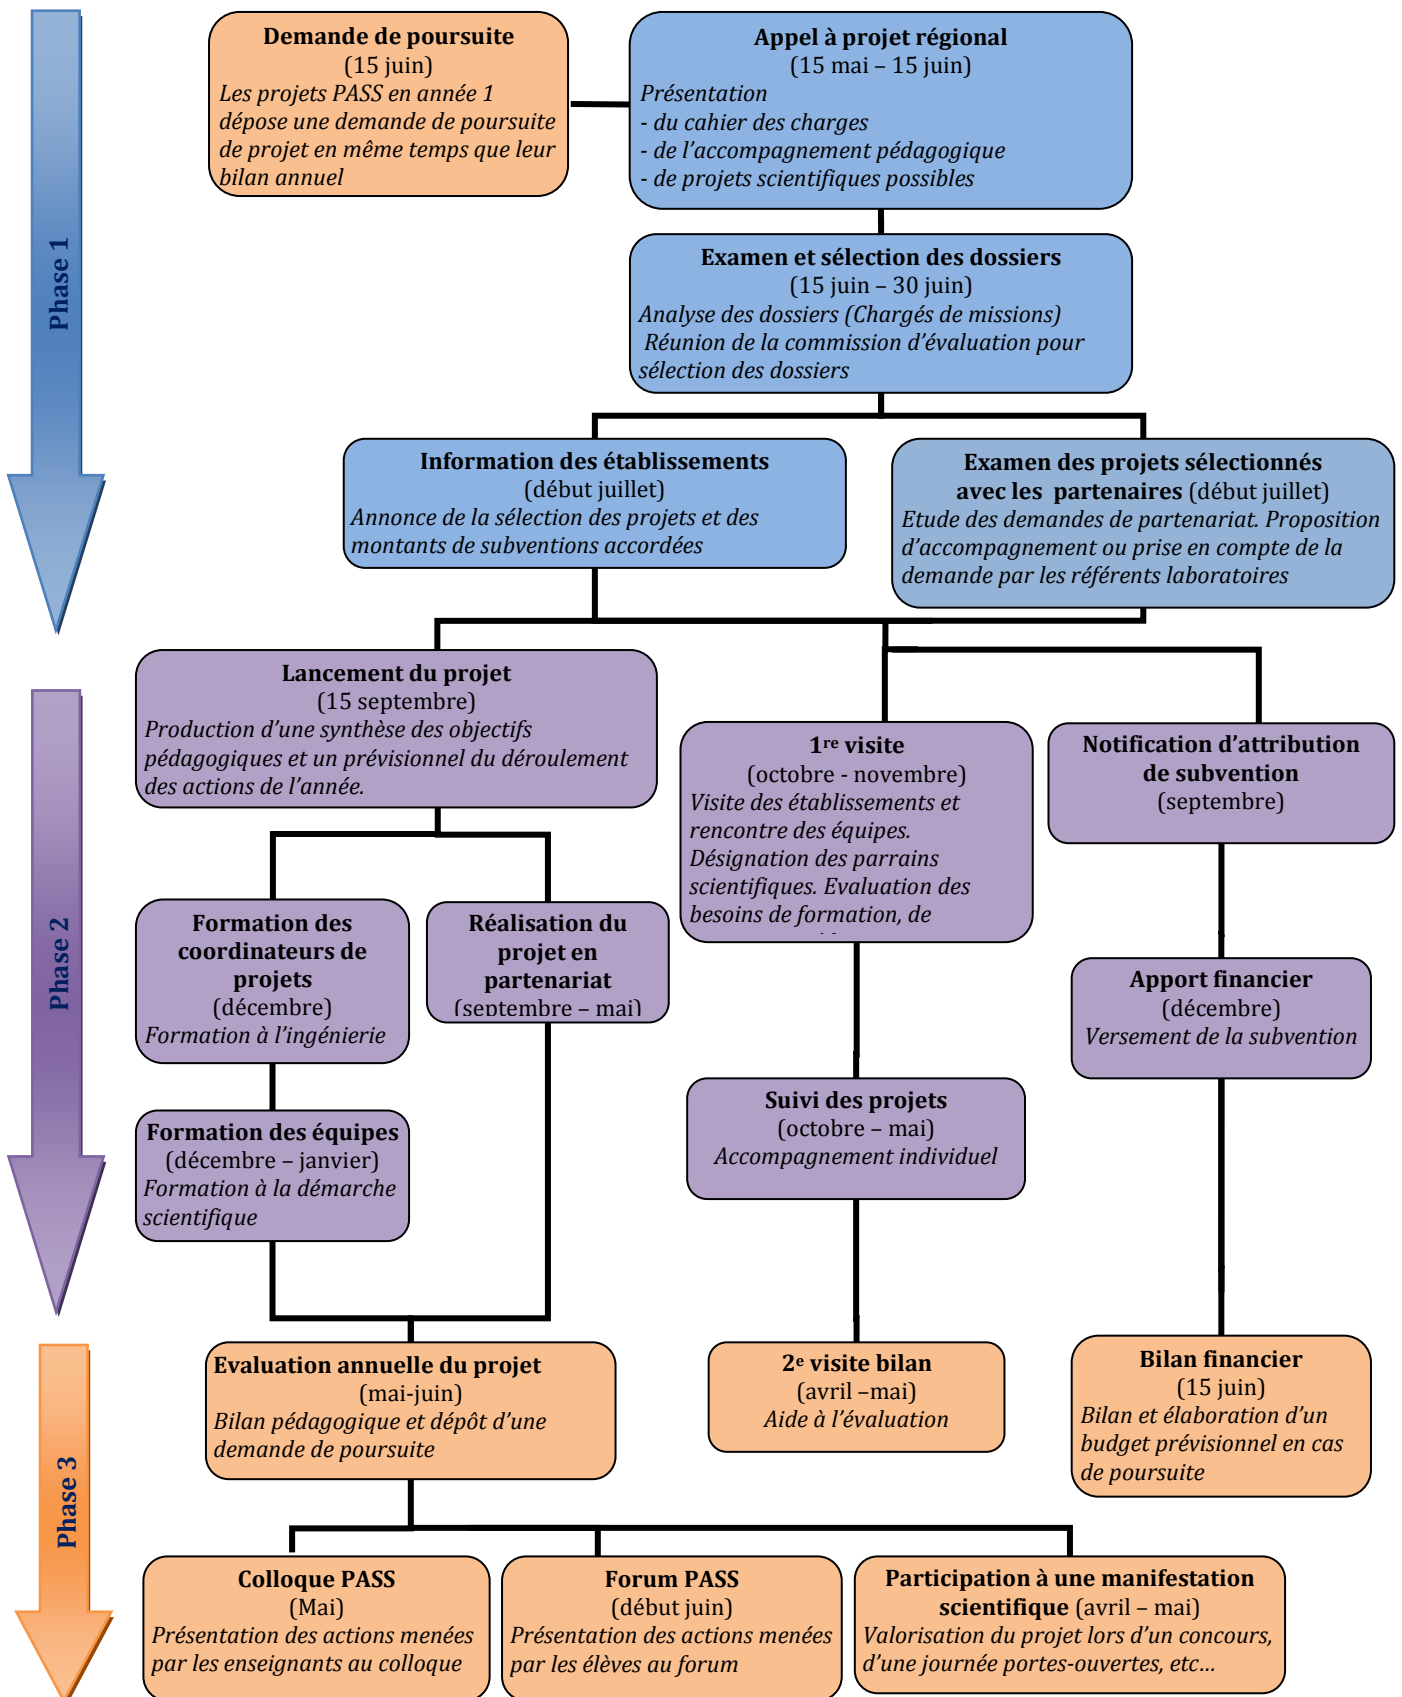 Demande de poursuite
(15 juin)
Les projets PASS en année 1
dépose une demande de poursuite
de projet en même temps que leur
bilan annuel
Appel à projet régional
(15 mai – 15 juin)
Présentation
- du cahier des charges
- de l'accompagnement pédagogique
- de projets scientifiques possibles
Phase 1
Examen et sélection des dossiers
(15 juin – 30 juin)
Analyse des dossiers (Chargés de missions)
Réunion de la commission d'évaluation pour
sélection des dossiers
Information des établissements
(début juillet)
Annonce de la sélection des projets et des
montants de subventions accordées
Examen des projets sélectionnés
avec les partenaires (début juillet)
Etude des demandes de partenariat. Proposition
d'accompagnement ou prise en compte de la
demande par les référents laboratoires
Phase 2
Lancement du projet
(15 septembre)
Production d'une synthèse des objectifs
pédagogiques et un prévisionnel du déroulement
des actions de l'année.
1re visite
(octobre - novembre)
Visite des établissements et
rencontre des équipes.
Désignation des parrains
scientifiques. Evaluation des
besoins de formation, de
Notification d'attribution
de subvention
(septembre)
Formation des
coordinateurs de
projets
(décembre)
Formation à l'ingénierie
Réalisation du
projet en
partenariat
(septembre – mai)
Apport financier
(décembre)
Versement de la subvention
Formation des équipes
(décembre – janvier)
Formation à la démarche
scientifique
Suivi des projets
(octobre – mai)
Accompagnement individuel
Phase 3
Evaluation annuelle du projet
(mai-juin)
Bilan pédagogique et dépôt d'une
demande de poursuite
2e visite bilan
(avril –mai)
Aide à l'évaluation
Bilan financier
(15 juin)
Bilan et élaboration d'un
budget prévisionnel en cas
de poursuite
Colloque PASS
(Mai)
Présentation des actions menées
par les enseignants au colloque
Forum PASS
(début juin)
Présentation des actions menées
par les élèves au forum
Participation à une manifestation
scientifique (avril – mai)
Valorisation du projet lors d'un concours,
d'une journée portes-ouvertes, etc…